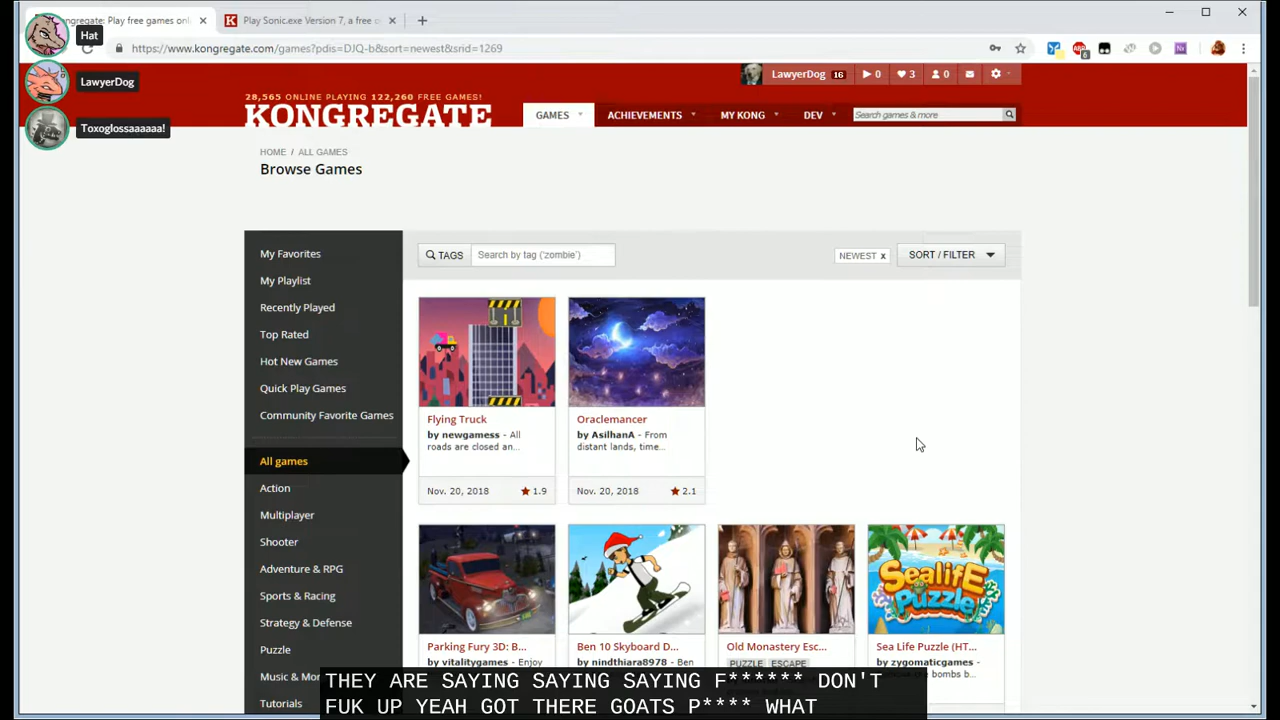 ngregate: Play free games onl
Play Sonic.exe Version 7, a free o
Hat
https://www.kongregate.com/games?pdis=DJQ-b&sort=newest&srid=1269
LawyerDog
Toxoglossaaaaaa!
LawyerDog 16 0 3 0
28,565 ONLINE PLAYING 122,260 FREE GAMES!
KONGREGATE
GAMES ACHIEVEMENTS MY KONG DEV Search games & more
HOME / ALL GAMES
Browse Games
My Favorites
My Playlist
Recently Played
Top Rated
Hot New Games
Quick Play Games
Community Favorite Games
All games
Action
Multiplayer
Shooter
Adventure & RPG
Sports & Racing
Strategy & Defense
Puzzle
Music & Mor
Tutorials
TAGS Search by tag ('zombie') NEWEST x SORT / FILTER
Flying Truck
by newgamess - All
roads are closed an...
Nov. 20, 2018 1.9
Oraclemancer
by AsilhanA - From
distant lands, time...
Nov. 20, 2018 2.1
Parking Fury 3D: B...
by vitalitygames - Enjoy
Ben 10 Skyboard D...
by nindthiara8978 - Ben
Old Monastery Esc...
PUZZLE ESCAPE
SeaLife
Puzzle
Sea Life Puzzle (HT...
by zygomaticgames -
THEY ARE SAYING SAYING SAYING F****** DON'T
FUK UP YEAH GOT THERE GOATS P**** WHAT